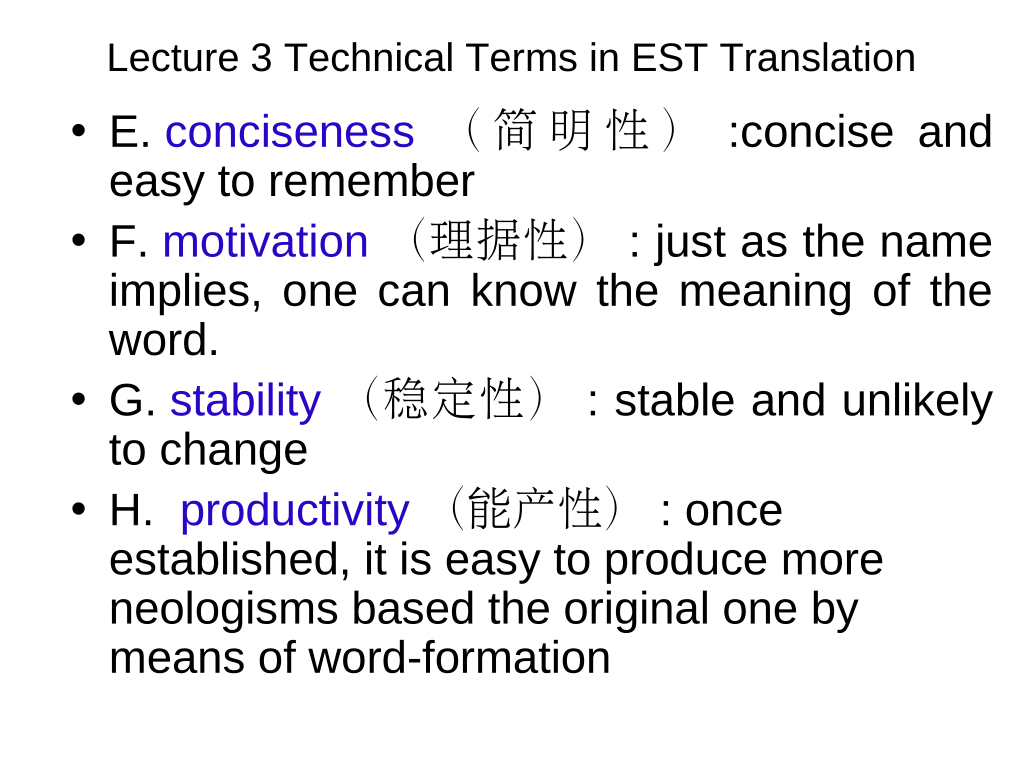 Lecture 3 Technical Terms in EST Translation
• E. conciseness （简明性） :concise and
easy to remember
• F. motivation （理据性） : just as the name
implies, one can know the meaning of the
word.
• G. stability （稳定性） : stable and unlikely
to change
• H. productivity （能产性） : once
established, it is easy to produce more
neologisms based the original one by
means of word-formation